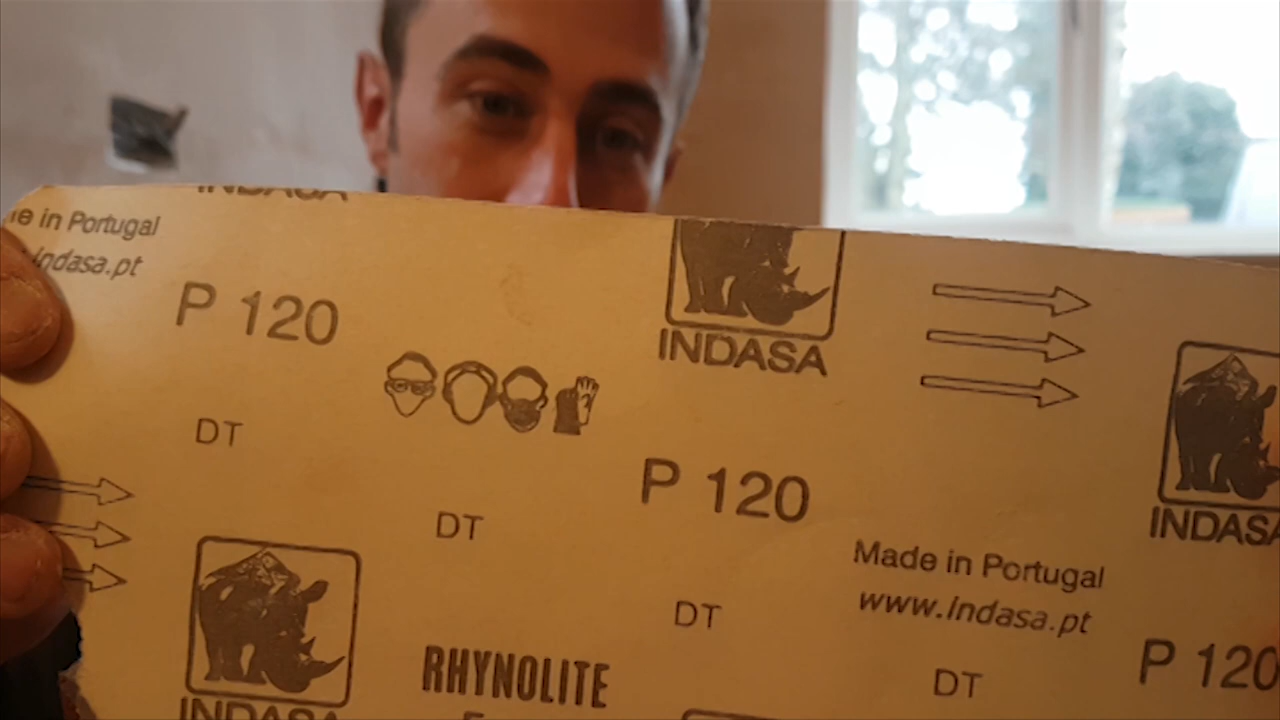 INDASA
in Portugal
indasa.pt
P 120
INDASA
DT
P 120
INDASA
DT
Made in Portugal
www.indasa.pt
DT
P 120
RHYNOLITE
DT
INDASA